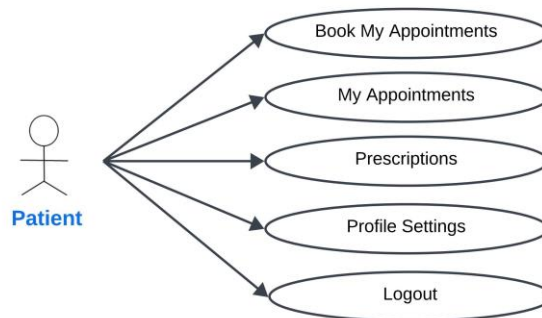 Book My Appointments
My Appointments
Prescriptions
Patient
Profile Settings
Logout